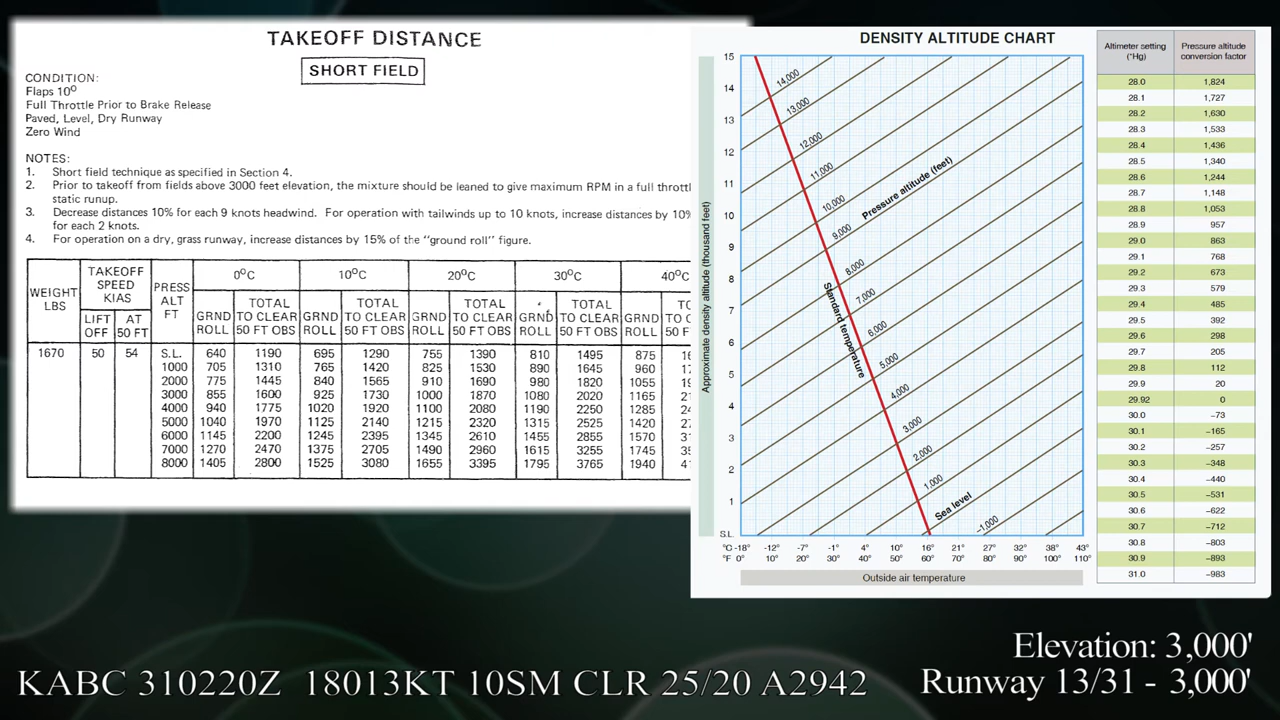 TAKEOFF DISTANCE
SHORT FIELD
CONDITION:
Flaps 10⁰
Full Throttle Prior to Brake Release
Paved, Level, Dry Runway
Zero Wind
NOTES:
1. Short field technique as specified in Section 4.
2. Prior to takeoff from fields above 3000 feet elevation, the mixture should be leaned to give maximum RPM in a full throttl
static runup.
3. Decrease distances 10% for each 9 knots headwind. For operation with tailwinds up to 10 knots, increase distances by 10%
for each 2 knots.
4. For operation on a dry, grass runway, increase distances by 15% of the "ground roll" figure.
WEIGHT LBS
TAKEOFF SPEED KIAS
LIFT OFF
AT 50 FT
PRESS ALT FT
0⁰C 10⁰C 20⁰C 30⁰C 40⁰C
GRND ROLL TOTAL TO CLEAR 50 FT OBS GRND ROLL TOTAL TO CLEAR 50 FT OBS GRND ROLL TOTAL TO CLEAR 50 FT OBS GRND ROLL TOTAL TO CLEAR 50 FT OBS GRND ROLL
1670 50 54 S.L. 640 1190 695 1290 755 1390 810 1495 875
1000 705 1310 765 1420 825 1530 890 1645 960
2000 775 1445 840 1565 910 1690 980 1820 1055
3000 855 1600 925 1730 1000 1870 1080 2020 1165
4000 940 1775 1020 1920 1100 2080 1190 2250 1285
5000 1040 1970 1125 2140 1215 2320 1315 2525 1420
6000 1145 2200 1245 2395 1345 2610 1455 2855 1570
7000 1270 2470 1375 2705 1490 2960 1615 3255 1745
8000 1405 2800 1525 3080 1655 3395 1795 3765 1940
DENSITY ALTITUDE CHART
Approximate density altitude (thousand feet)
15
14
13
12
11
10
9
8
7
6
5
4
3
2
1
S.L.
14,000
13,000
12,000
11,000
10,000
9,000
8,000
7,000
6,000
5,000
4,000
3,000
2,000
1,000
Sea level
-1,000
Pressure altitude (feet)
Standard temperature
°C -18° -12° -7° -1° 4° 10° 16° 21° 27° 32° 38° 43°
°F 0° 10° 20° 30° 40° 50° 60° 70° 80° 90° 100° 110°
Outside air temperature
Altimeter setting ("Hg) Pressure altitude conversion factor
28.0 1,824
28.1 1,727
28.2 1,630
28.3 1,533
28.4 1,436
28.5 1,340
28.6 1,244
28.7 1,148
28.8 1,053
28.9 957
29.0 863
29.1 768
29.2 673
29.3 579
29.4 485
29.5 392
29.6 298
29.7 205
29.8 112
29.9 20
29.92 0
30.0 −73
30.1 −165
30.2 −257
30.3 −348
30.4 −440
30.5 −531
30.6 −622
30.7 −712
30.8 −803
30.9 −893
31.0 −983
Elevation: 3,000'
KABC 310220Z 18013KT 10SM CLR 25/20 A2942
Runway 13/31 - 3,000'